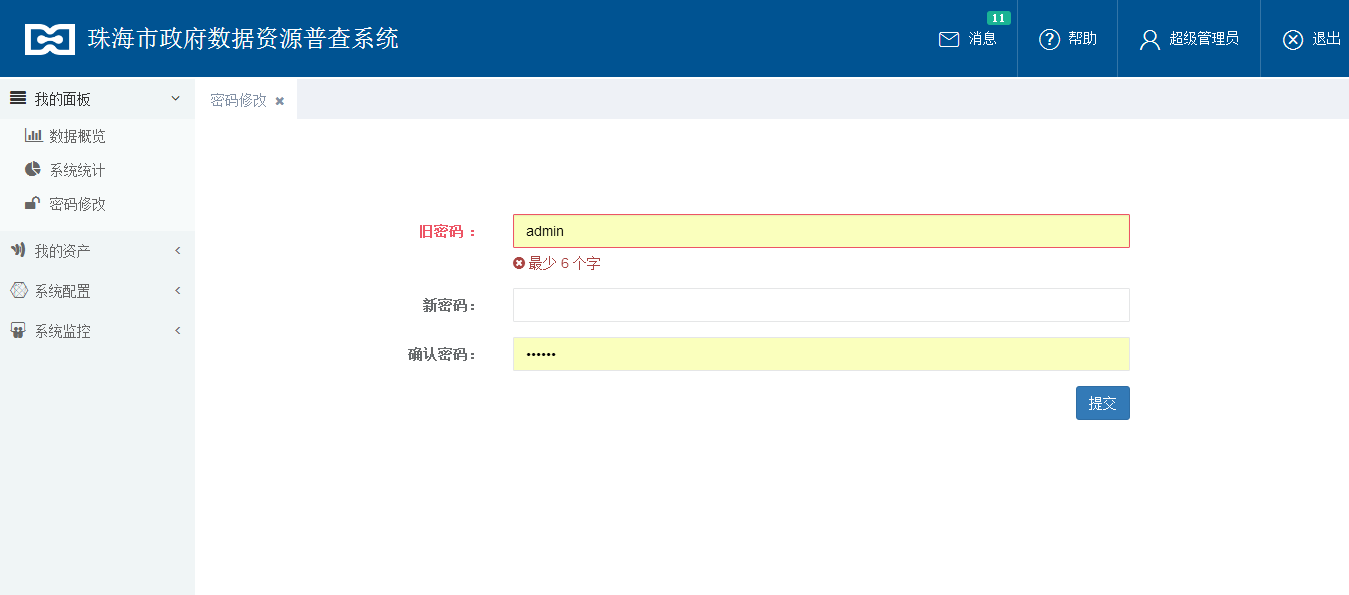 珠海市政府数据资源普查系统
11
消息
帮助
超级管理员
退出
我的面板
密码修改
数据概览
系统统计
密码修改
旧密码：
admin
我的资产
最少 6 个字
系统配置
新密码：
系统监控
确认密码：
••••••
提交